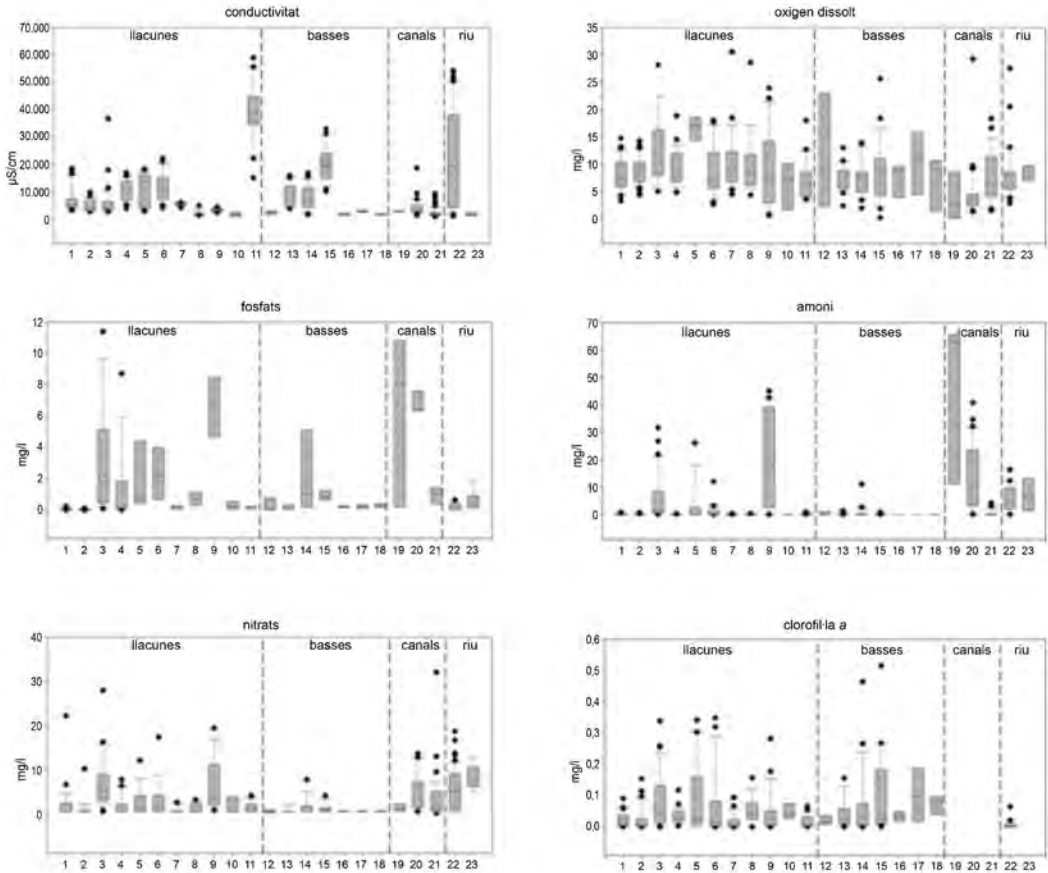 conductivitat
llacunes basses canals riu
70.000
60.000
50.000
40.000
30.000
20.000
10.000
0
µS/cm
1 2 3 4 5 6 7 8 9 10 11 12 13 14 15 16 17 18 19 20 21 22 23
oxigen dissolt
llacunes basses canals riu
35
30
25
20
15
10
5
0
mg/l
1 2 3 4 5 6 7 8 9 10 11 12 13 14 15 16 17 18 19 20 21 22 23
fosfats
llacunes basses canals riu
12
10
8
6
4
2
0
mg/l
1 2 3 4 5 6 7 8 9 10 11 12 13 14 15 16 17 18 19 20 21 22 23
amoni
llacunes basses canals riu
70
60
50
40
30
20
10
0
mg/l
1 2 3 4 5 6 7 8 9 10 11 12 13 14 15 16 17 18 19 20 21 22 23
nitrats
llacunes basses canals riu
40
30
20
10
0
mg/l
1 2 3 4 5 6 7 8 9 10 11 12 13 14 15 16 17 18 19 20 21 22 23
clorofil·la a
llacunes basses canals riu
0,6
0,5
0,4
0,3
0,2
0,1
0,0
mg/l
1 2 3 4 5 6 7 8 9 10 11 12 13 14 15 16 17 18 19 20 21 22 23